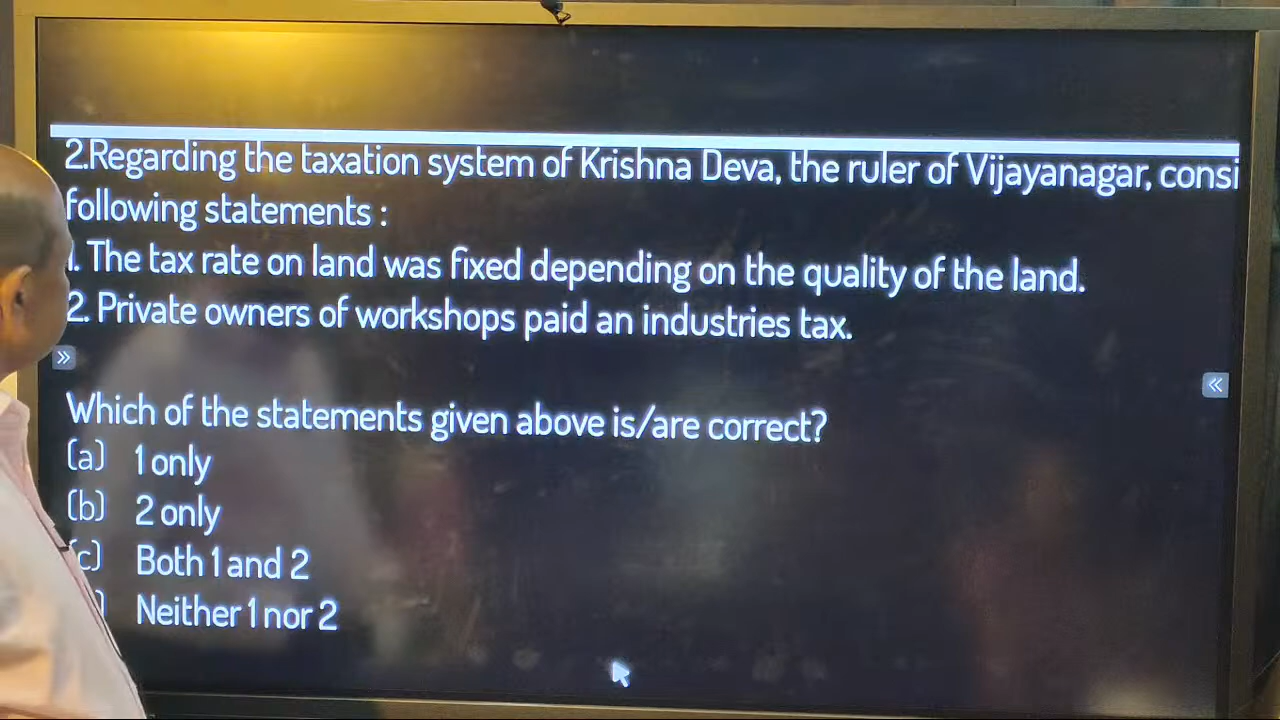 2.Regarding the taxation system of Krishna Deva, the ruler of Vijayanagar, consi
following statements :
1. The tax rate on land was fixed depending on the quality of the land.
2. Private owners of workshops paid an industries tax.
Which of the statements given above is/are correct?
(a) 1 only
(b) 2 only
c) Both 1 and 2
) Neither 1 nor 2